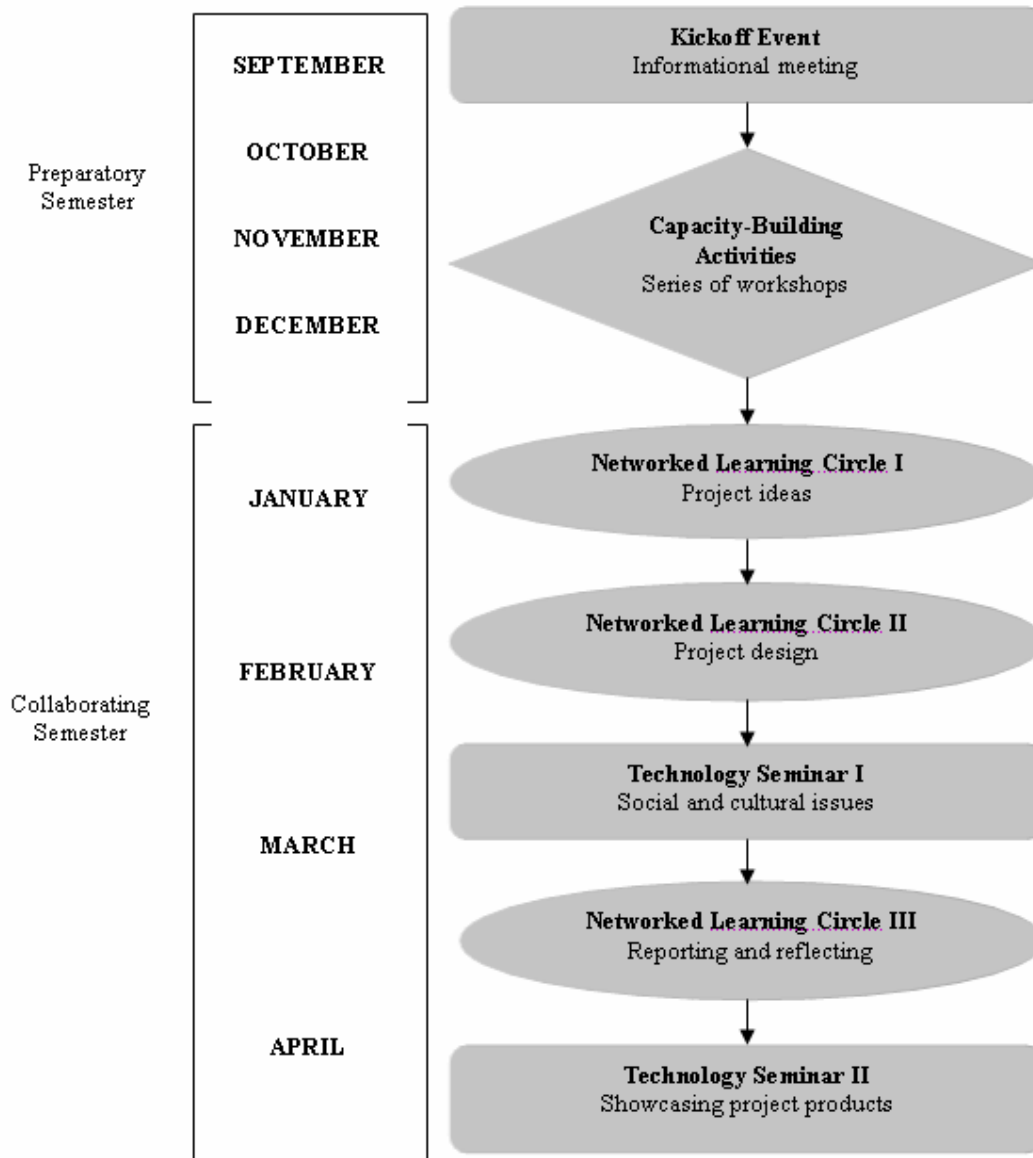 Preparatory
Semester
SEPTEMBER
OCTOBER
NOVEMBER
DECEMBER
Kickoff Event
Informational meeting
Capacity-Building
Activities
Series of workshops
Collaborating
Semester
JANUARY
FEBRUARY
MARCH
APRIL
Networked Learning Circle I
Project ideas
Networked Learning Circle II
Project design
Technology Seminar I
Social and cultural issues
Networked Learning Circle III
Reporting and reflecting
Technology Seminar II
Showcasing project products